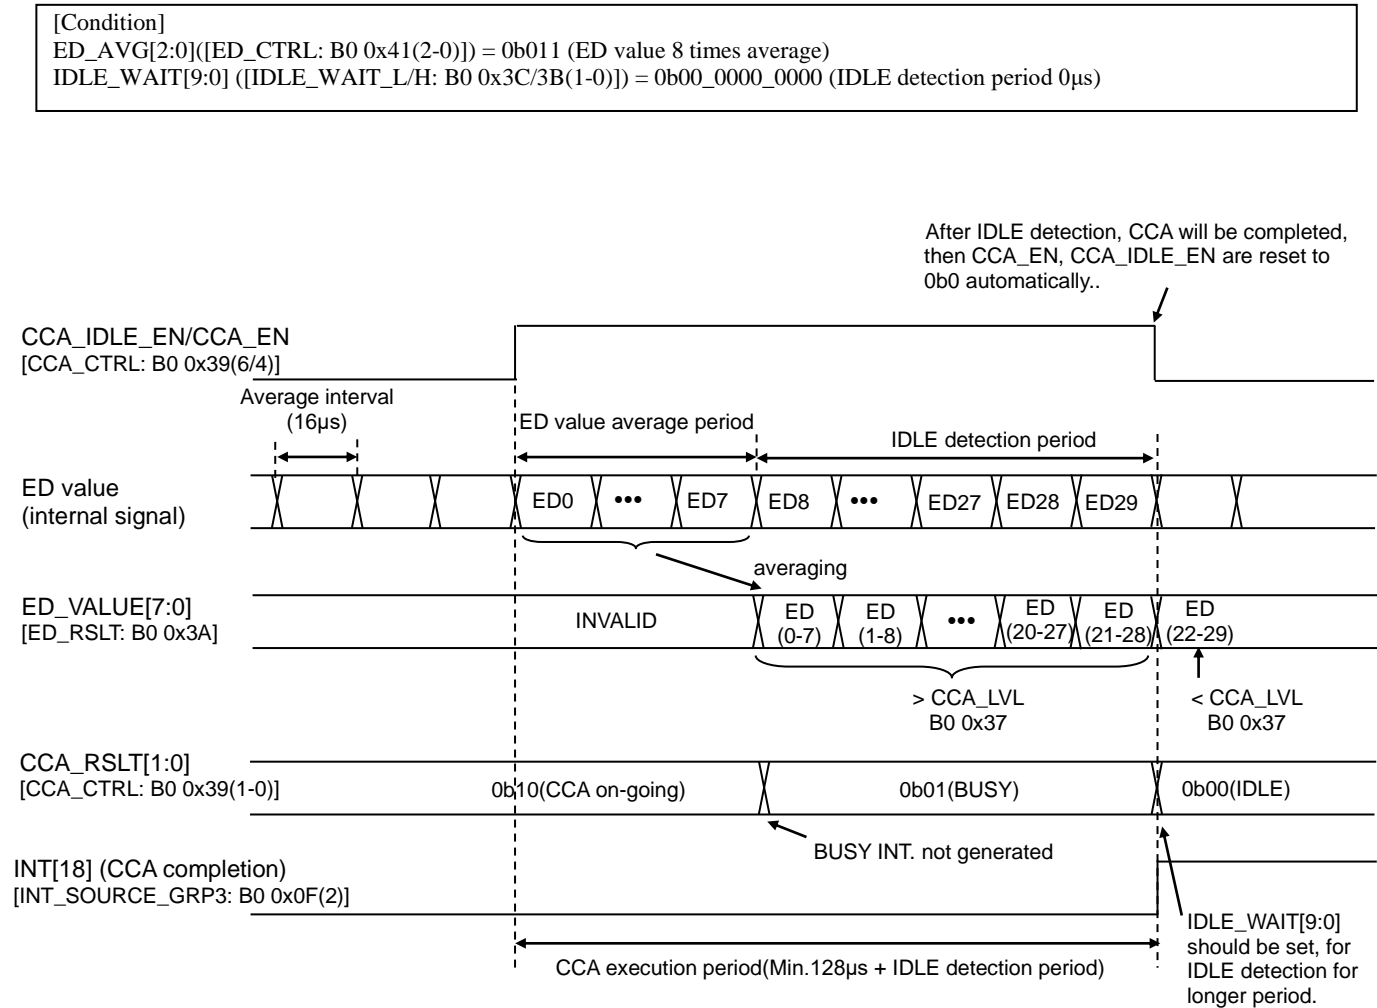 [Condition]
ED_AVG[2:0]([ED_CTRL: B0 0x41(2-0)]) = 0b011 (ED value 8 times average)
IDLE_WAIT[9:0] ([IDLE_WAIT_L/H: B0 0x3C/3B(1-0)]) = 0b00_0000_0000 (IDLE detection period 0μs)
After IDLE detection, CCA will be completed,
then CCA_EN, CCA_IDLE_EN are reset to
0b0 automatically..
CCA_IDLE_EN/CCA_EN
[CCA_CTRL: B0 0x39(6/4)]
Average interval
(16μs)
ED value average period
IDLE detection period
ED value
(internal signal)
ED0 ••• ED7 ED8 ••• ED27 ED28 ED29
averaging
ED_VALUE[7:0]
[ED_RSLT: B0 0x3A]
INVALID
ED
(0-7)
ED
(1-8)
•••
ED
(20-27)
ED
(21-28)
ED
(22-29)
> CCA_LVL
B0 0x37
< CCA_LVL
B0 0x37
CCA_RSLT[1:0]
[CCA_CTRL: B0 0x39(1-0)]
0b10(CCA on-going)
0b01(BUSY)
0b00(IDLE)
BUSY INT. not generated
INT[18] (CCA completion)
[INT_SOURCE_GRP3: B0 0x0F(2)]
IDLE_WAIT[9:0]
should be set, for
IDLE detection for
longer period.
CCA execution period(Min.128μs + IDLE detection period)